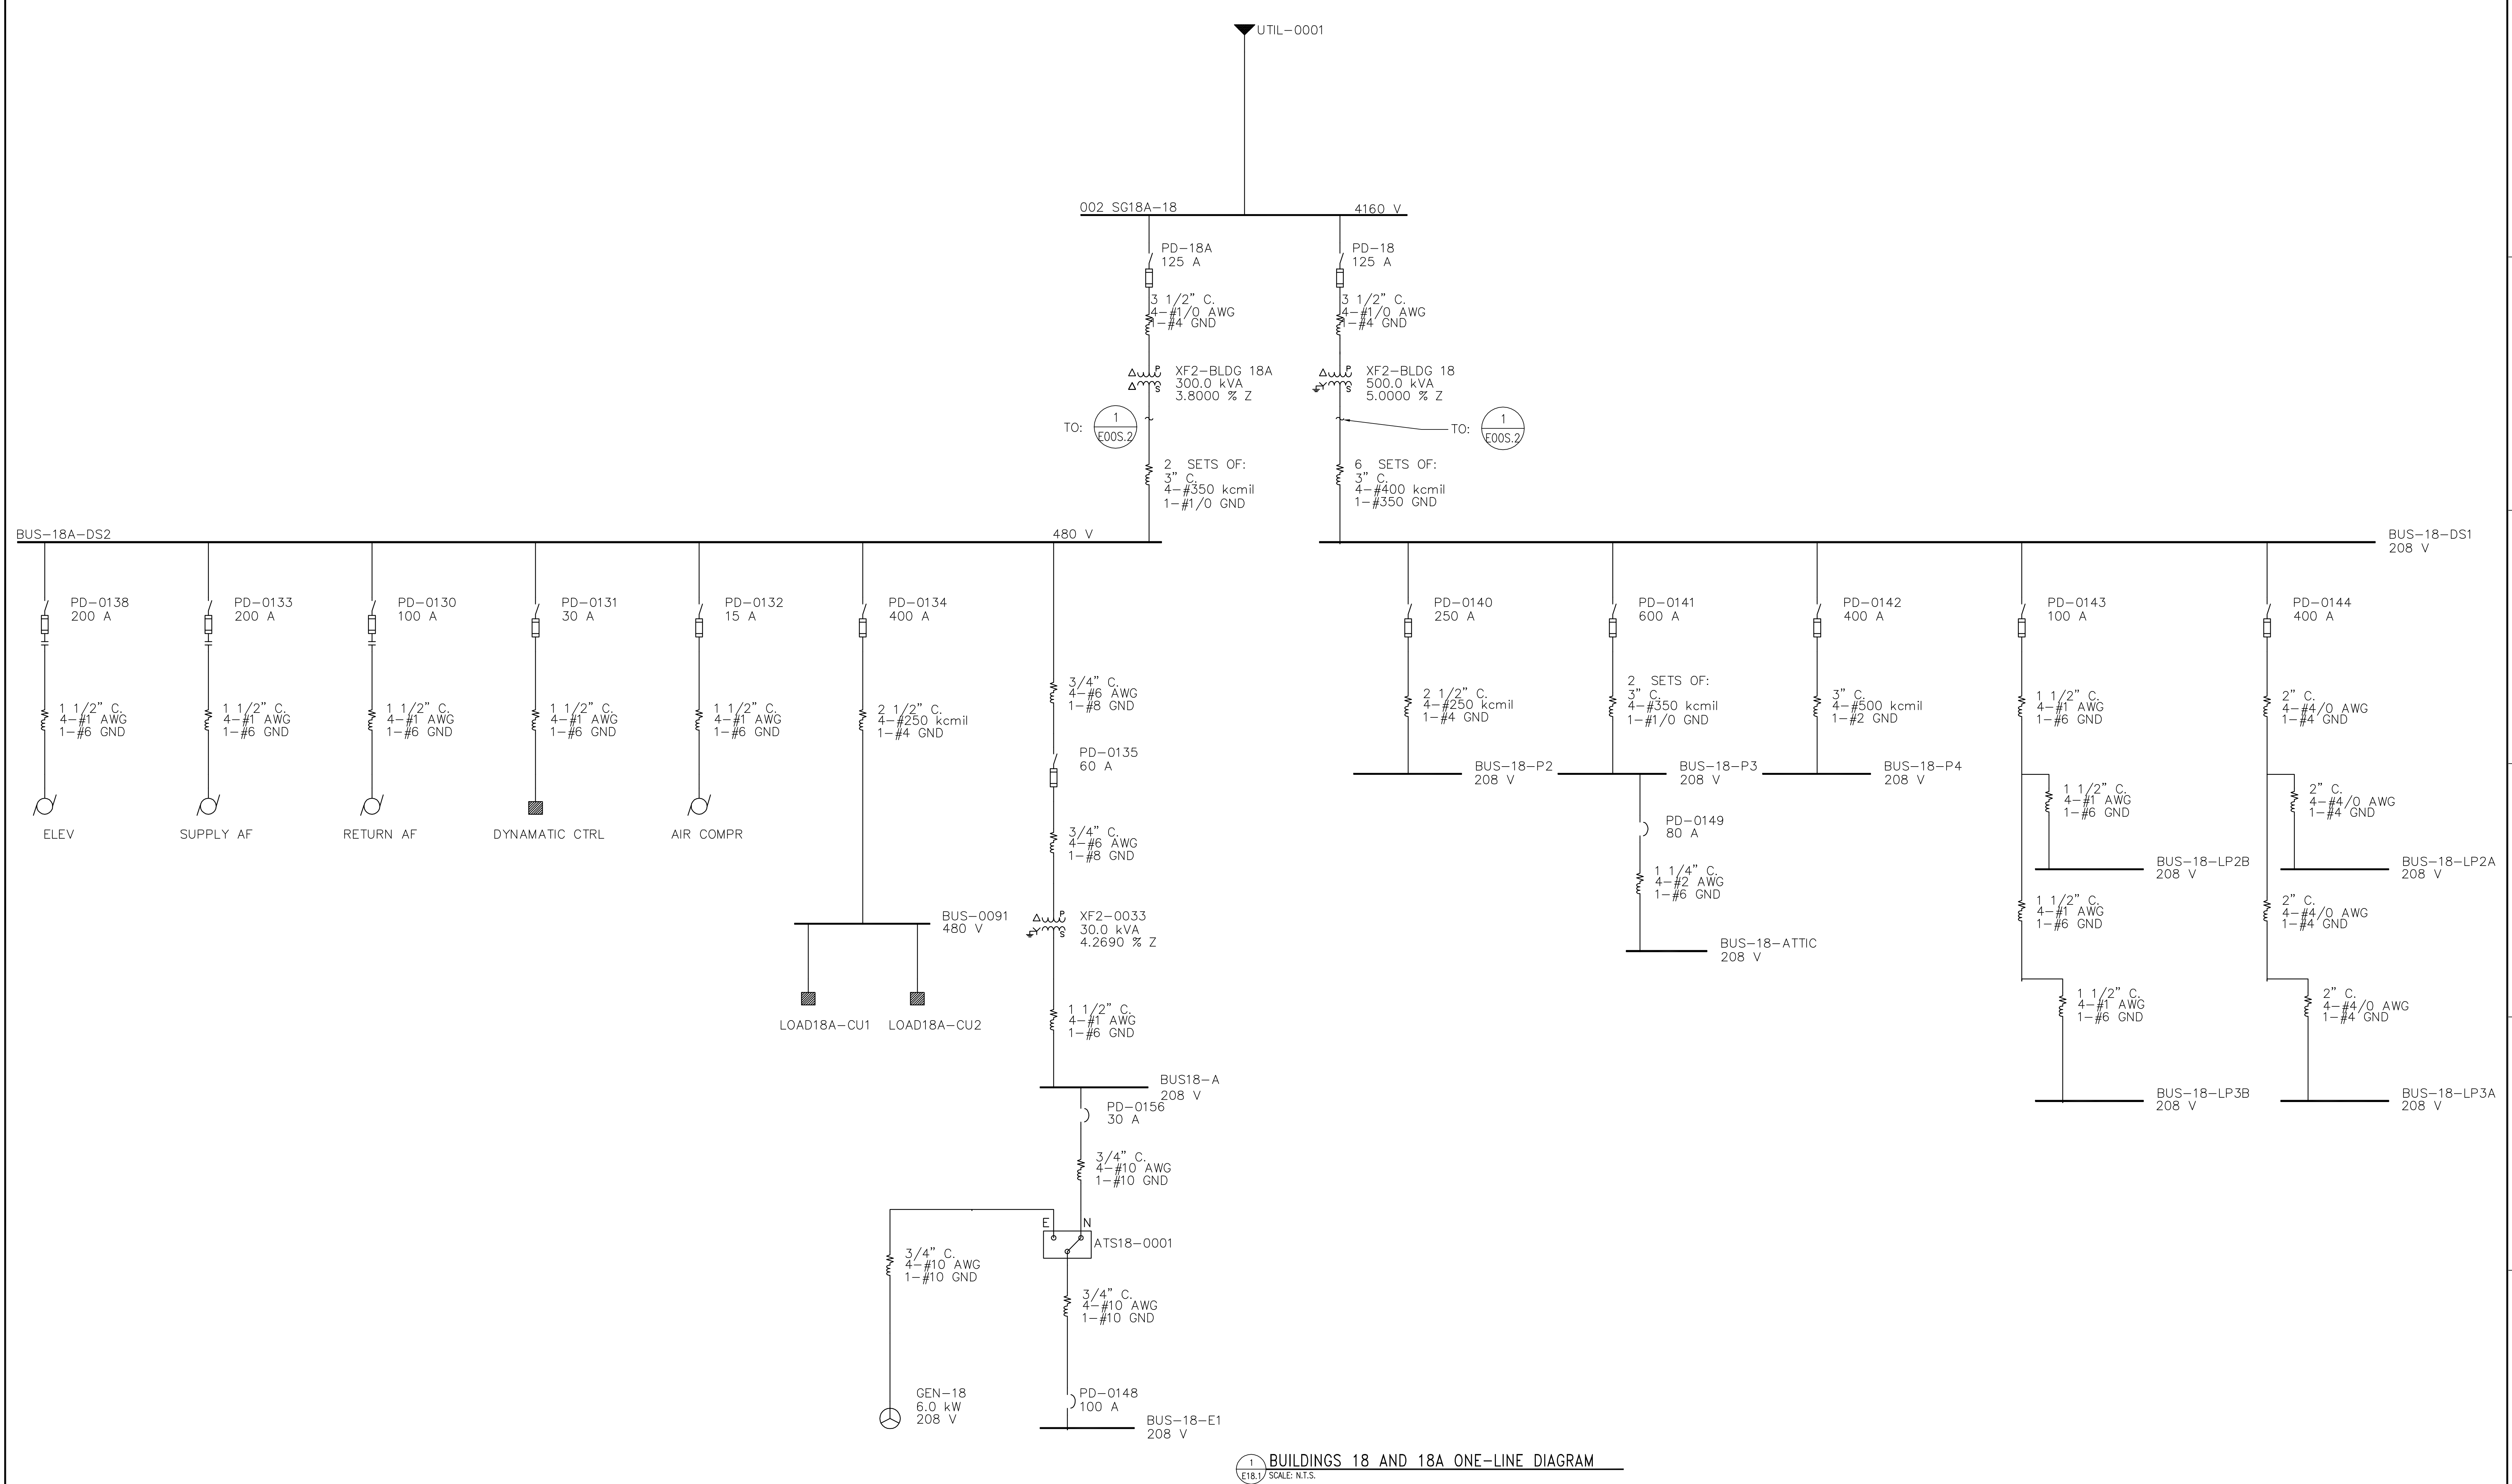 UTIL-0001
002 SG18A-18
4160 V
PD-18A
125 A
3 1/2" C.
4-#1/0 AWG
1-#4 GND
PD-18
125 A
3 1/2" C.
4-#1/0 AWG
1-#4 GND
P
S
XF2-BLDG 18A
300.0 kVA
3.8000 % Z
P
S
XF2-BLDG 18
500.0 kVA
5.0000 % Z
TO:
1
E00S.2
TO:
1
E00S.2
2 SETS OF:
3" C.
4-#350 kcmil
1-#1/0 GND
6 SETS OF:
3" C.
4-#400 kcmil
1-#350 GND
BUS-18A-DS2
480 V
BUS-18-DS1
208 V
PD-0138
200 A
PD-0133
200 A
PD-0130
100 A
PD-0131
30 A
PD-0132
15 A
PD-0134
400 A
PD-0140
250 A
PD-0141
600 A
PD-0142
400 A
PD-0143
100 A
PD-0144
400 A
1 1/2" C.
4-#1 AWG
1-#6 GND
1 1/2" C.
4-#1 AWG
1-#6 GND
1 1/2" C.
4-#1 AWG
1-#6 GND
1 1/2" C.
4-#1 AWG
1-#6 GND
1 1/2" C.
4-#1 AWG
1-#6 GND
2 1/2" C.
4-#250 kcmil
1-#4 GND
3/4" C.
4-#6 AWG
1-#8 GND
2 1/2" C.
4-#250 kcmil
1-#4 GND
2 SETS OF:
3" C.
4-#350 kcmil
1-#1/0 GND
3" C.
4-#500 kcmil
1-#2 GND
1 1/2" C.
4-#1 AWG
1-#6 GND
2" C.
4-#4/0 AWG
1-#4 GND
PD-0135
60 A
BUS-18-P2
208 V
BUS-18-P3
208 V
BUS-18-P4
208 V
ELEV
SUPPLY AF
RETURN AF
DYNAMATIC CTRL
AIR COMPR
3/4" C.
4-#6 AWG
1-#8 GND
PD-0149
80 A
1 1/2" C.
4-#1 AWG
1-#6 GND
2" C.
4-#4/0 AWG
1-#4 GND
1 1/4" C.
4-#2 AWG
1-#6 GND
BUS-18-LP2B
208 V
BUS-18-LP2A
208 V
BUS-0091
480 V
P
S
XF2-0033
30.0 kVA
4.2690 % Z
1 1/2" C.
4-#1 AWG
1-#6 GND
2" C.
4-#4/0 AWG
1-#4 GND
BUS-18-ATTIC
208 V
LOAD18A-CU1
LOAD18A-CU2
1 1/2" C.
4-#1 AWG
1-#6 GND
1 1/2" C.
4-#1 AWG
1-#6 GND
2" C.
4-#4/0 AWG
1-#4 GND
BUS18-A
208 V
BUS-18-LP3B
208 V
BUS-18-LP3A
208 V
PD-0156
30 A
3/4" C.
4-#10 AWG
1-#10 GND
E
N
ATS18-0001
3/4" C.
4-#10 AWG
1-#10 GND
3/4" C.
4-#10 AWG
1-#10 GND
GEN-18
6.0 kW
208 V
PD-0148
100 A
BUS-18-E1
208 V
1
E18.1
BUILDINGS 18 AND 18A ONE-LINE DIAGRAM
SCALE: N.T.S.